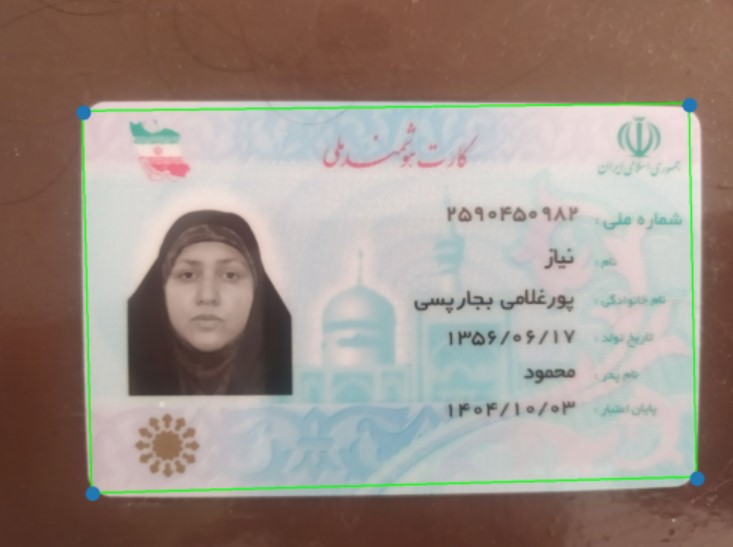 کارت هوشمند ملی
جمهوری اسلامی ایران
شماره ملی: ۲۵۹۰۴۵۰۹۸۲
نام: نیاز
نام خانوادگی: پورغلامی بجارپسی
تاریخ تولد: ۱۳۵۶/۰۶/۱۷
نام پدر: محمود
پایان اعتبار: ۱۴۰۴/۱۰/۰۳